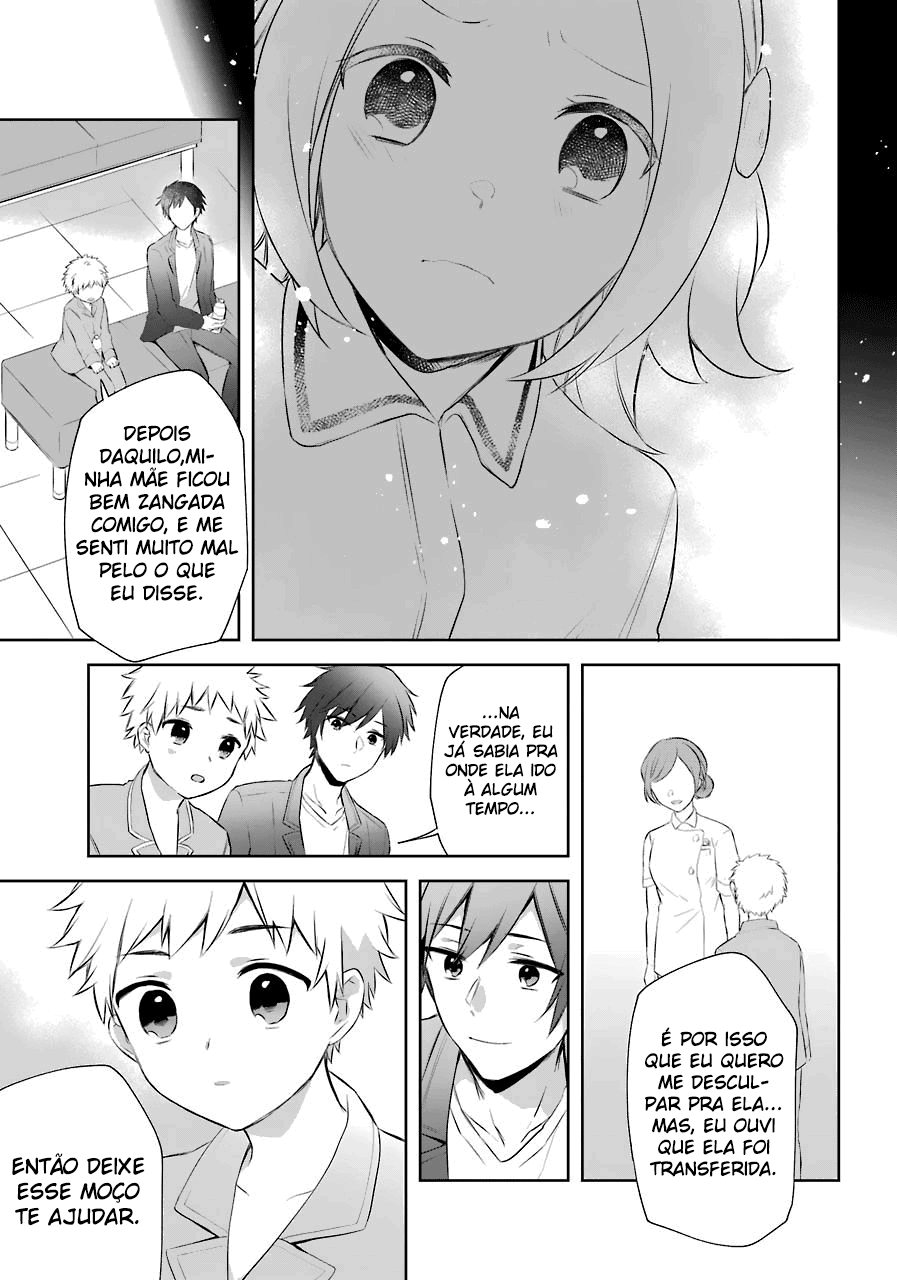 DEPOIS
DAQUILO,MI-
NHA MÃE FICOU
BEM ZANGADA
COMIGO, E ME
SENTI MUITO MAL
PELO O QUE
EU DISSE.
É POR ISSO
QUE EU QUERO
ME DESCUL-
PAR PRA ELA...
MAS, EU OUVI
QUE ELA FOI
TRANSFERIDA.
...NA
VERDADE, EU
JÁ SABIA PRA
ONDE ELA IDO
À ALGUM
TEMPO...
ENTÃO DEIXE
ESSE MOÇO
TE AJUDAR.